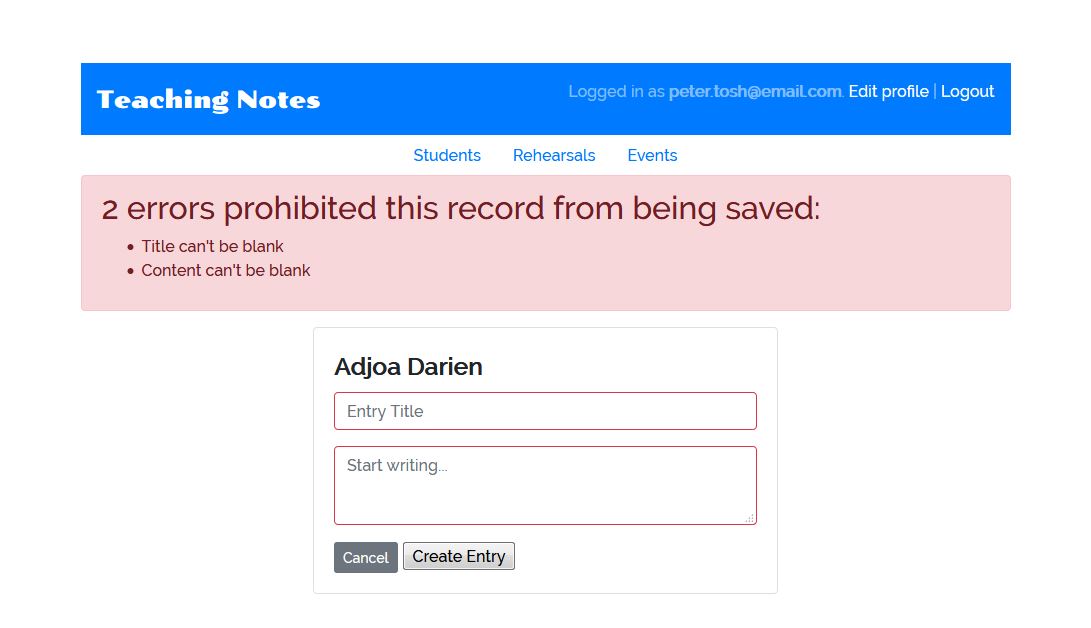 Teaching Notes
Logged in as peter.tosh@email.com. Edit profile | Logout
Students Rehearsals Events
2 errors prohibited this record from being saved:
• Title can't be blank
• Content can't be blank
Adjoa Darien
Entry Title
Start writing...
Cancel Create Entry